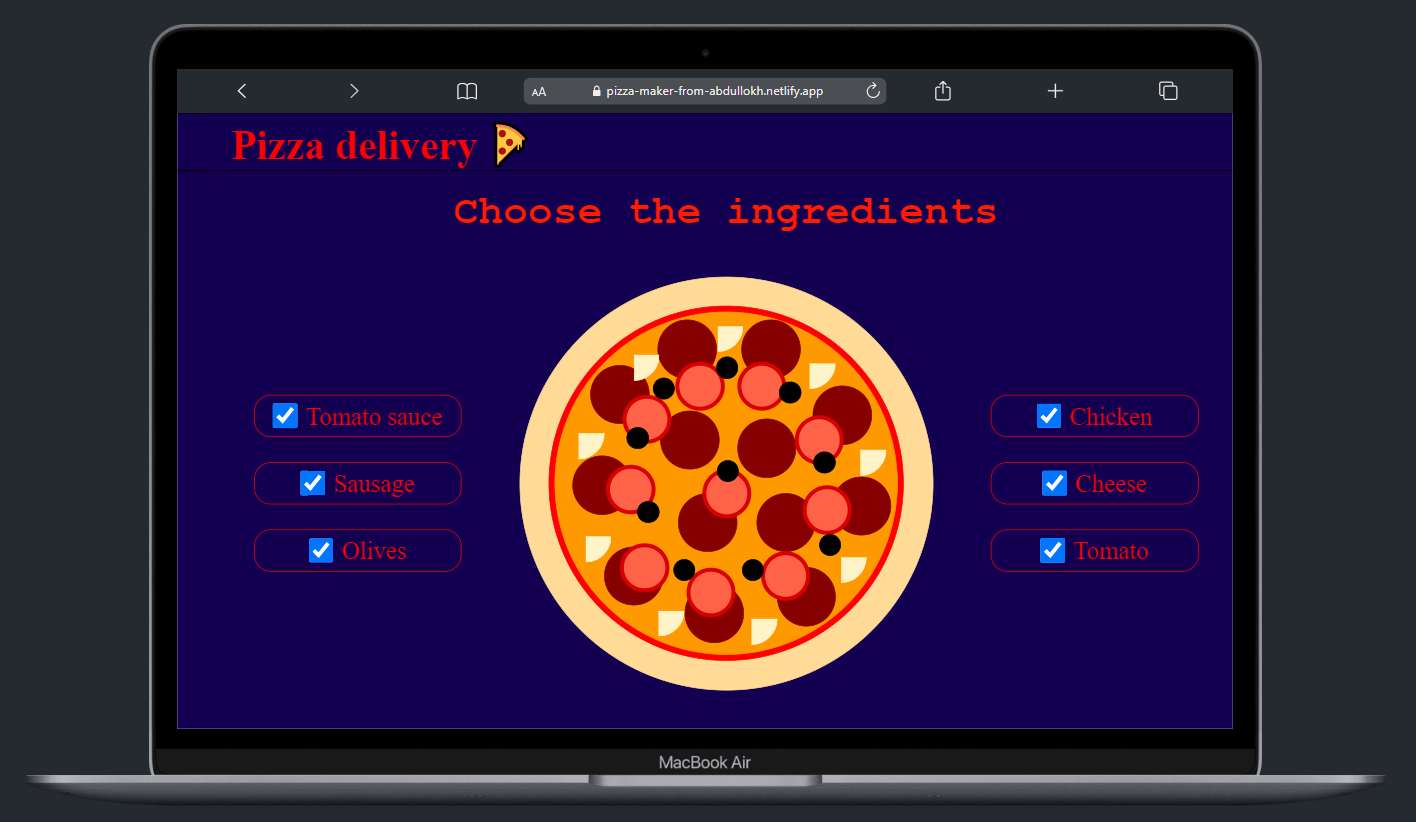 AA pizza-maker-from-abdullokh.netlify.app
Pizza delivery
Choose the ingredients
Tomato sauce
Sausage
Olives
Chicken
Cheese
Tomato
MacBook Air